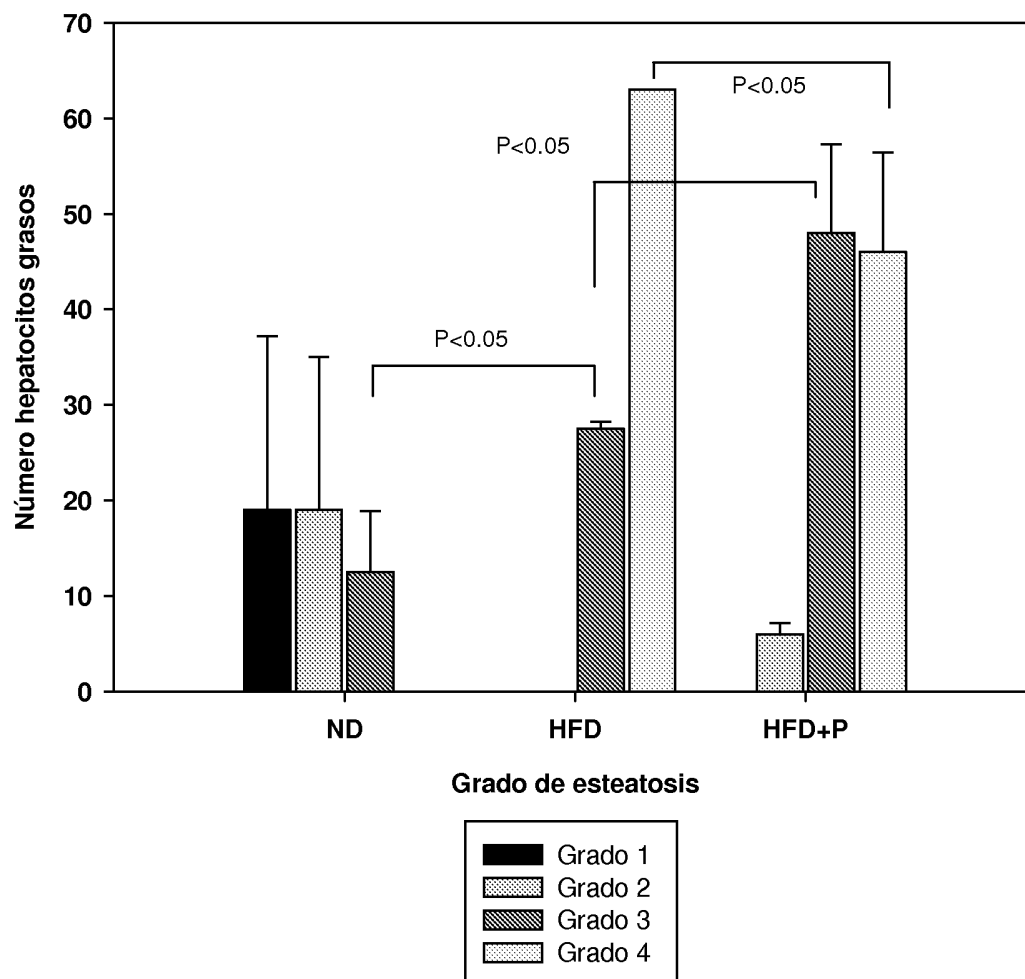 70
60
50
40
30
20
10
0
Número hepatocitos grasos
P<0.05
P<0.05
P<0.05
ND HFD HFD+P
Grado de esteatosis
Grado 1
Grado 2
Grado 3
Grado 4